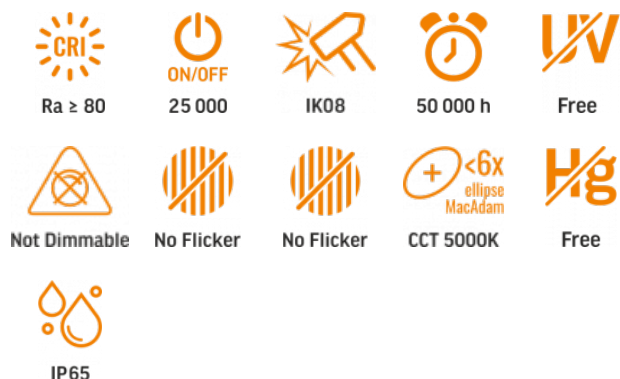 CRI
ON/OFF
UV
Ra ≥ 80
25 000
IK08
50 000 h
Free
<6x
ellipse
MacAdam
Hg
Not Dimmable
No Flicker
No Flicker
CCT 5000K
Free
IP65